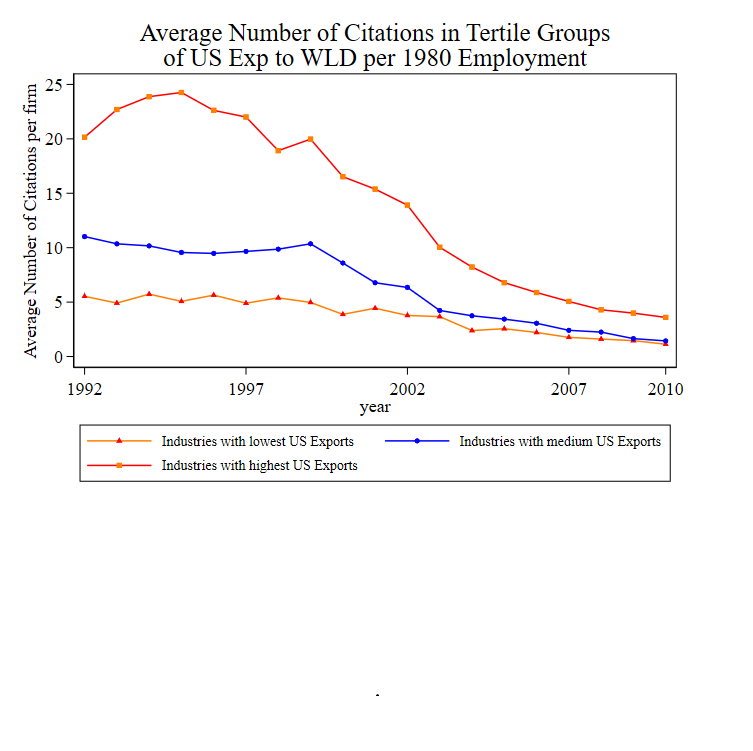 Average Number of Citations in Tertile Groups
of US Exp to WLD per 1980 Employment
Average Number of Citations per firm
25
20
15
10
5
0
1992 1997 2002 2007 2010
year
Industries with lowest US Exports Industries with medium US Exports
Industries with highest US Exports
.